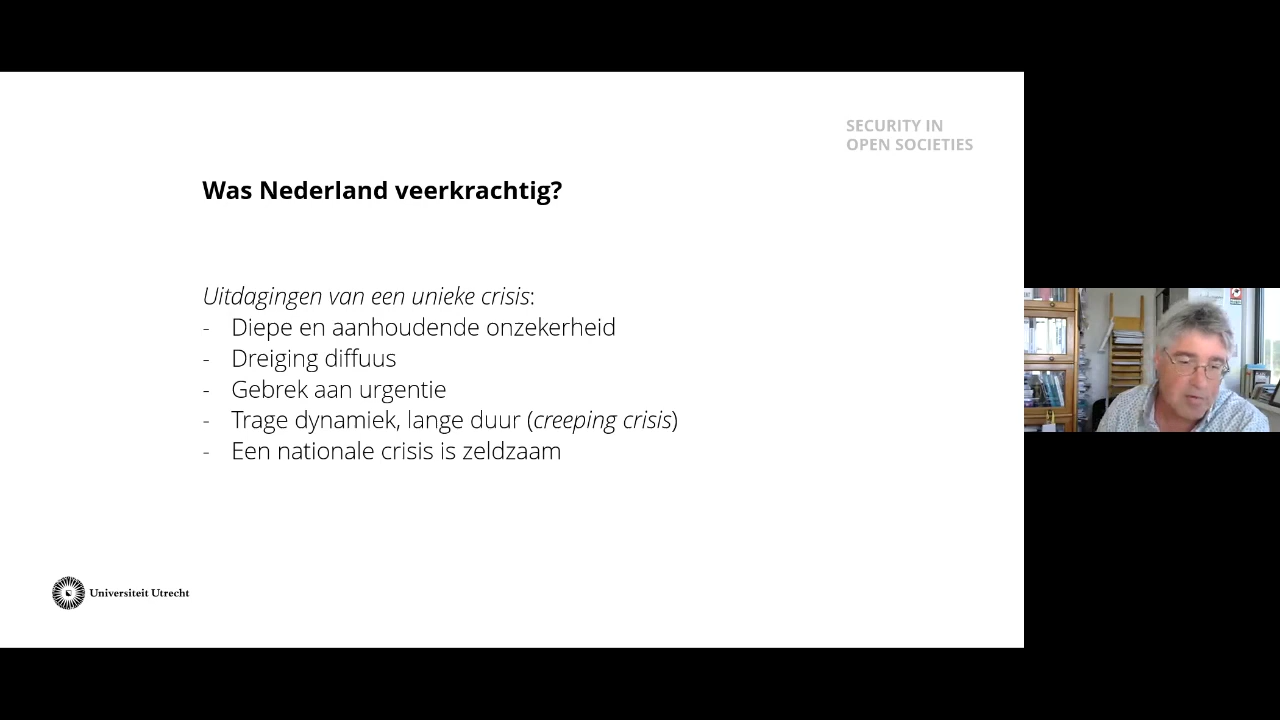 SECURITY IN
OPEN SOCIETIES
Was Nederland veerkrachtig?
Uitdagingen van een unieke crisis:
- Diepe en aanhoudende onzekerheid
- Dreiging diffuus
- Gebrek aan urgentie
- Trage dynamiek, lange duur (creeping crisis)
- Een nationale crisis is zeldzaam
Universiteit Utrecht